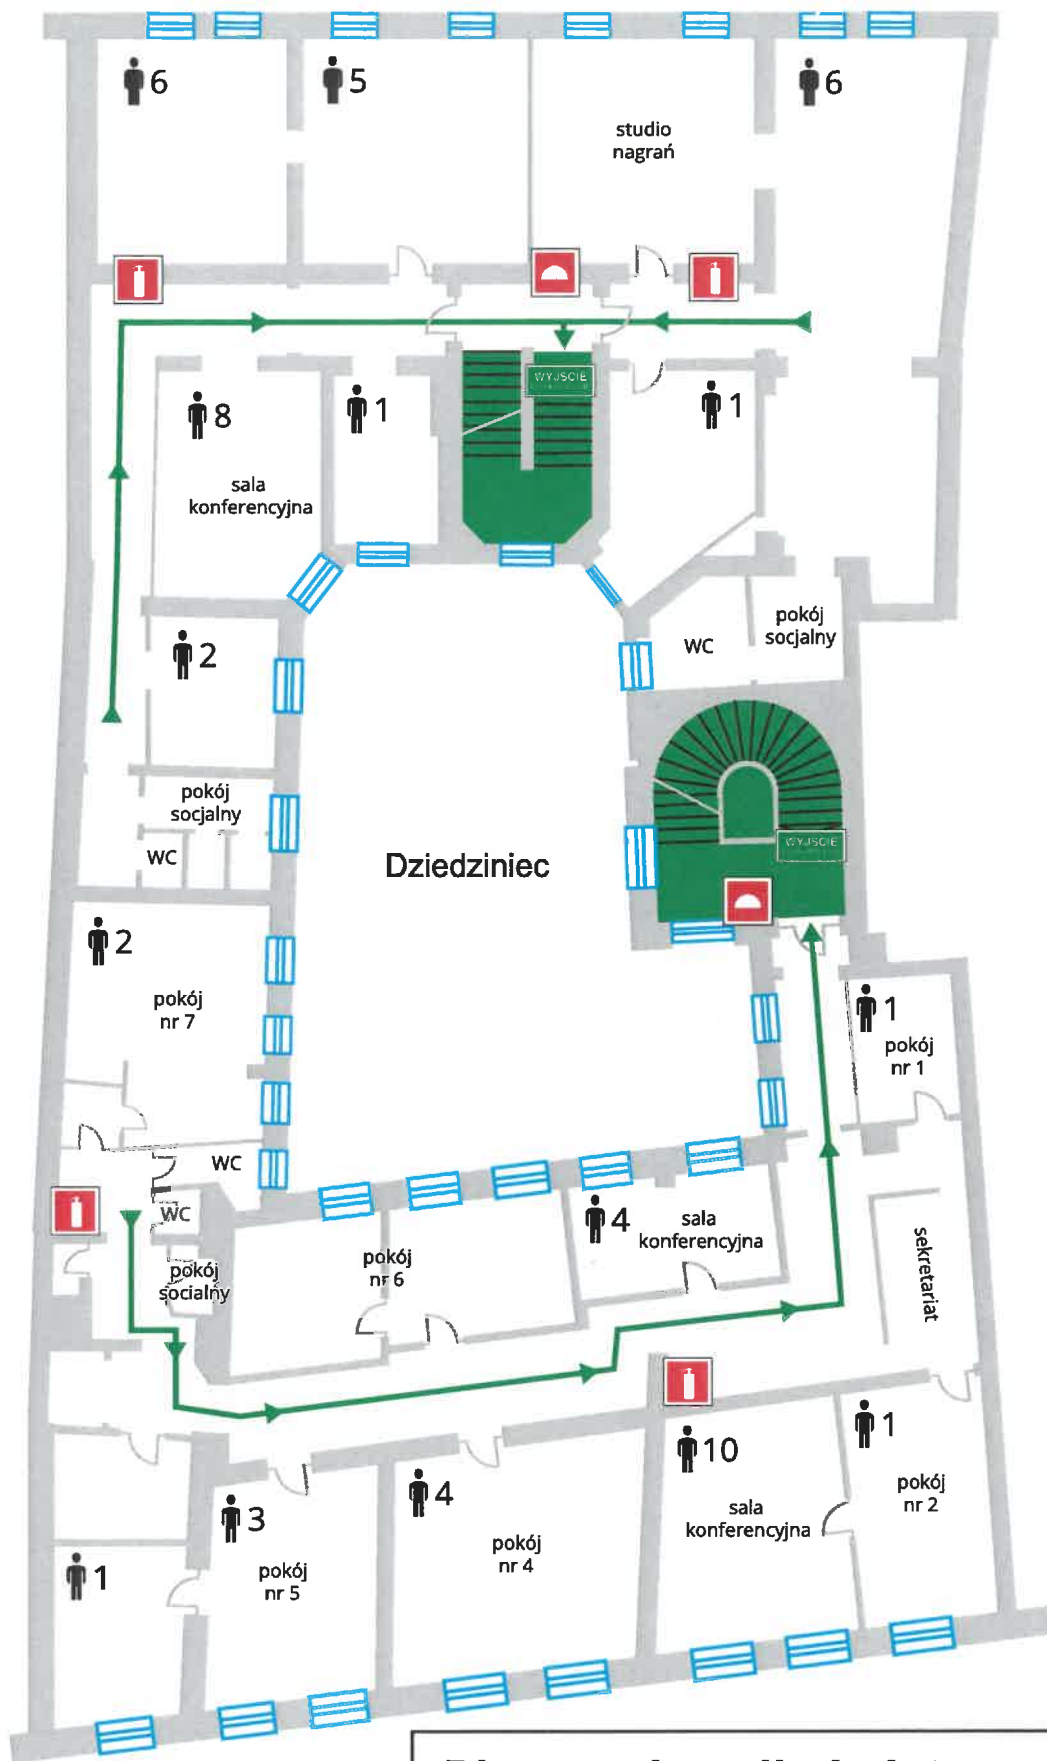 6
5
6
studio
nagrań
WYJŚCIE
8
1
1
sala
konferencyjna
2
pokój
socjalny
WC
pokój
socjalny
WC
Dziedziniec
WYJŚCIE
2
pokój
nr 7
1
pokój
nr 1
WC
WC
4
sala
konferencyjna
pokój
nr 6
pokój
socjalny
sekretariat
10
1
pokój
nr 2
sala
konferencyjna
4
pokój
nr 4
3
pokój
nr 5
1